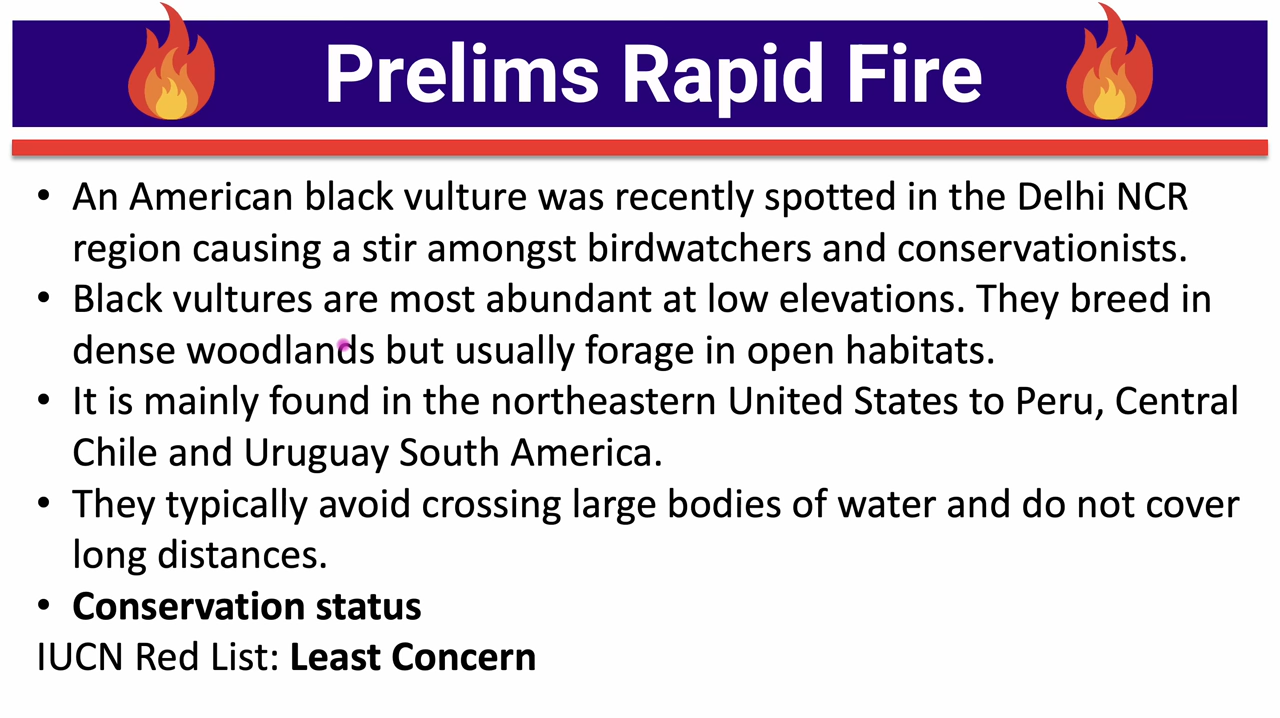 Prelims Rapid Fire
• An American black vulture was recently spotted in the Delhi NCR
region causing a stir amongst birdwatchers and conservationists.
• Black vultures are most abundant at low elevations. They breed in
dense woodlands but usually forage in open habitats.
• It is mainly found in the northeastern United States to Peru, Central
Chile and Uruguay South America.
• They typically avoid crossing large bodies of water and do not cover
long distances.
• Conservation status
IUCN Red List: Least Concern